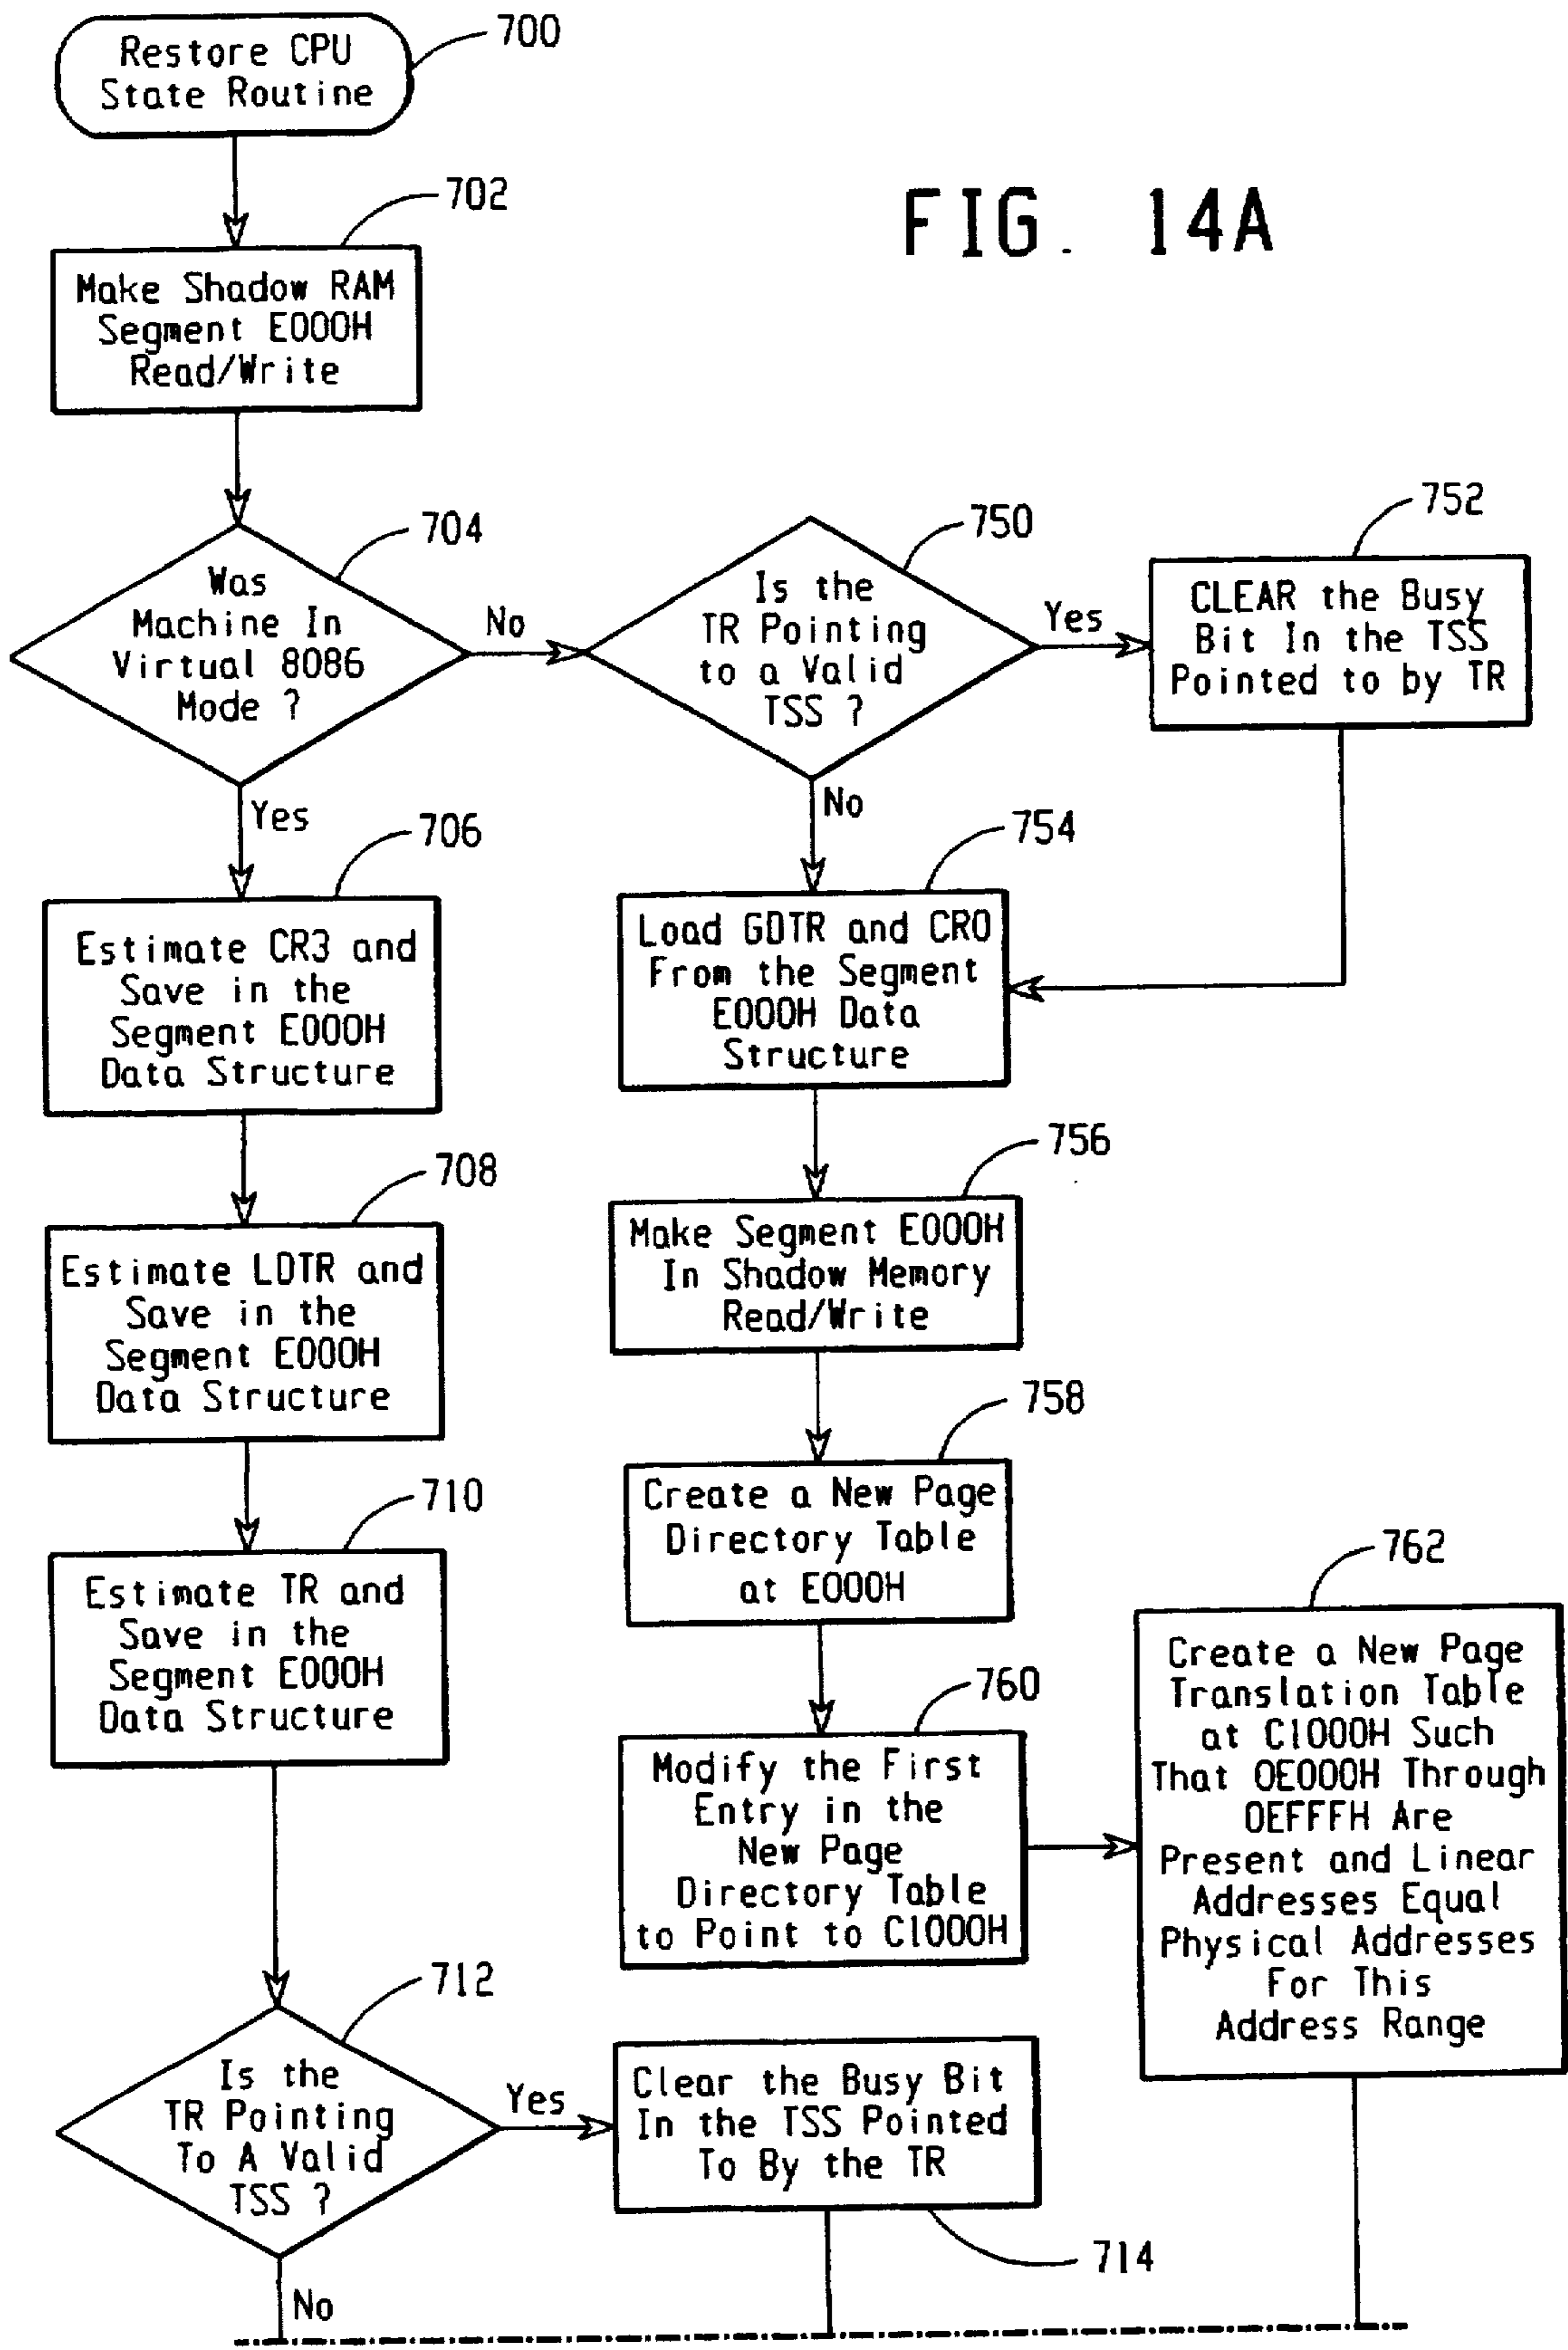 Restore CPU
State Routine
700
FIG. 14A
702
Make Shadow RAM
Segment E000H
Read/Write
704
Was
Machine In
Virtual 8086
Mode ?
No
Yes
750
Is the
TR Pointing
to a Valid
TSS ?
Yes
No
752
CLEAR the Busy
Bit In the TSS
Pointed to by TR
706
Estimate CR3 and
Save in the
Segment E000H
Data Structure
754
Load GDTR and CR0
From the Segment
E000H Data
Structure
708
Estimate LDTR and
Save in the
Segment E000H
Data Structure
756
Make Segment E000H
In Shadow Memory
Read/Write
710
Estimate TR and
Save in the
Segment E000H
Data Structure
758
Create a New Page
Directory Table
at E000H
760
Modify the First
Entry in the
New Page
Directory Table
to Point to C1000H
762
Create a New Page
Translation Table
at C1000H Such
That 0E000H Through
0EFFFH Are
Present and Linear
Addresses Equal
Physical Addresses
For This
Address Range
712
Is the
TR Pointing
To A Valid
TSS ?
Yes
No
Clear the Busy Bit
In the TSS Pointed
To By the TR
714